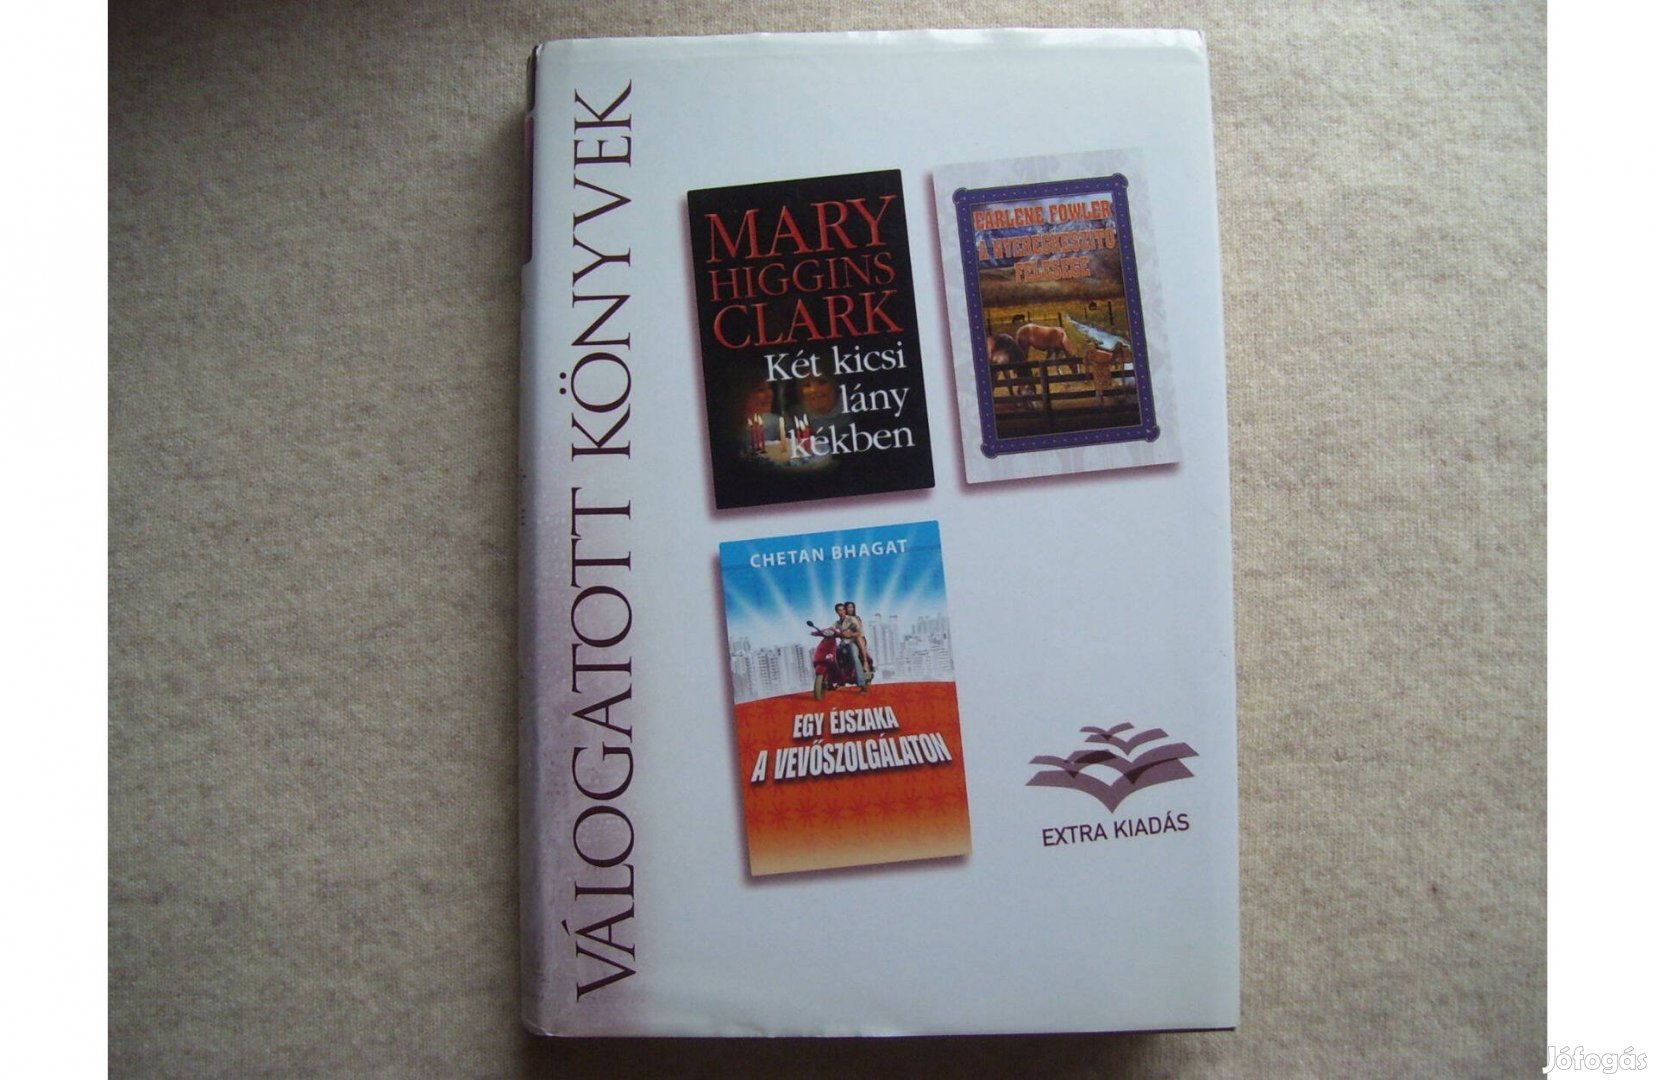 VÁLOGATOTT KÖNYVEK
MARY
HIGGINS
CLARK
Két kicsi
lány
kékben
EARLENE FOWLER
A NYEREGKÉSZÍTŐ
FELESÉGE
CHETAN BHAGAT
EGY ÉJSZAKA
A VEVŐSZOLGÁLATON
EXTRA KIADÁS
Jófogás